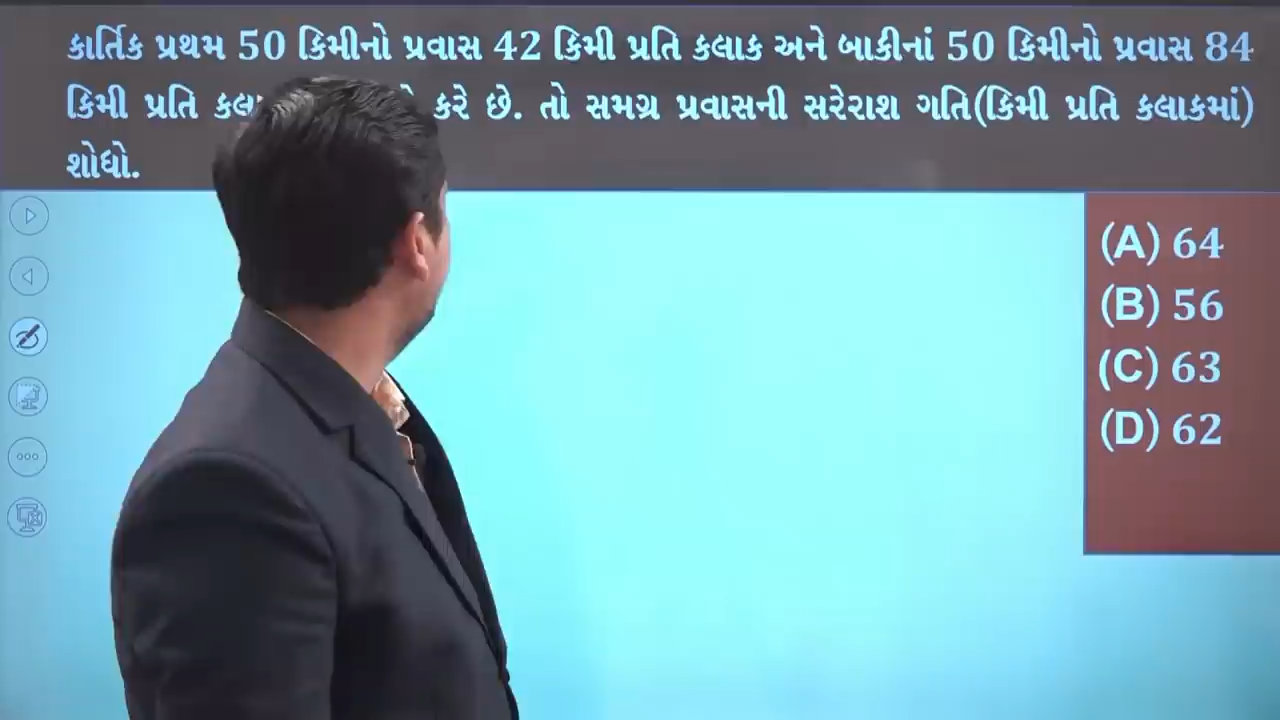 કાર્તિક પ્રથમ 50 કિમીનો પ્રવાસ 42 કિમી પ્રતિ કલાક અને બાકીનાં 50 કિમીનો પ્રવાસ 84
કિમી પ્રતિ કરે છે. તો સમગ્ર પ્રવાસની સરેરાશ ગતિ(કિમી પ્રતિ કલાકમાં)
શોધો.
(A) 64
(B) 56
(C) 63
(D) 62